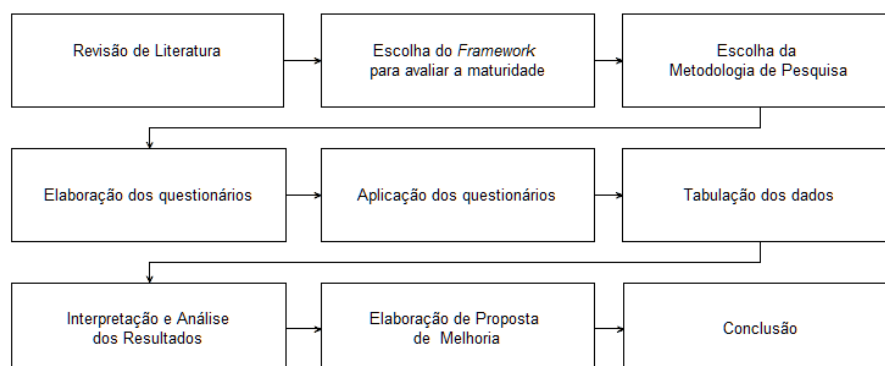 Revisão de Literatura
Escolha do Framework
para avaliar a maturidade
Escolha da
Metodologia de Pesquisa
Elaboração dos questionários
Aplicação dos questionários
Tabulação dos dados
Interpretação e Análise
dos Resultados
Elaboração de Proposta
de Melhoria
Conclusão